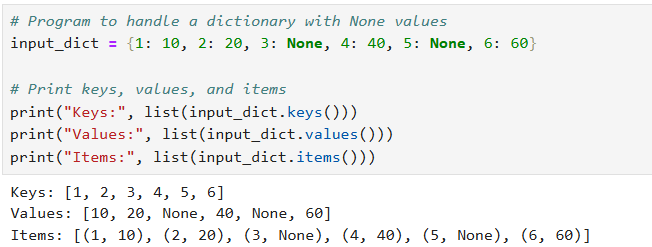 # Program to handle a dictionary with None values
input_dict = {1: 10, 2: 20, 3: None, 4: 40, 5: None, 6: 60}
# Print keys, values, and items
print("Keys:", list(input_dict.keys()))
print("Values:", list(input_dict.values()))
print("Items:", list(input_dict.items()))
Keys: [1, 2, 3, 4, 5, 6]
Values: [10, 20, None, 40, None, 60]
Items: [(1, 10), (2, 20), (3, None), (4, 40), (5, None), (6, 60)]